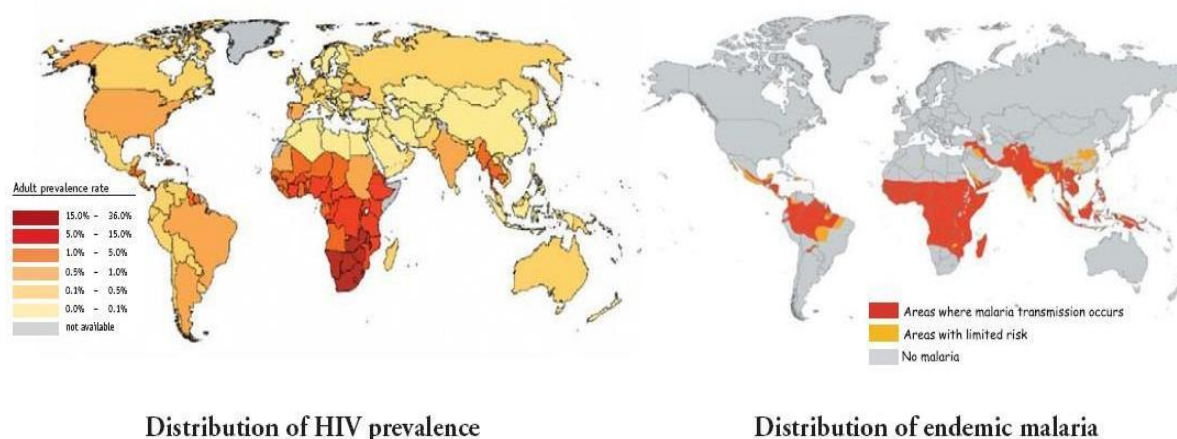 Adult prevalence rate
15.0% - 36.0%
5.0% - 15.0%
1.0% - 5.0%
0.5% - 1.0%
0.1% - 0.5%
0.0% - 0.1%
not available
Areas where malaria transmission occurs
Areas with limited risk
No malaria
Distribution of HIV prevalence
Distribution of endemic malaria